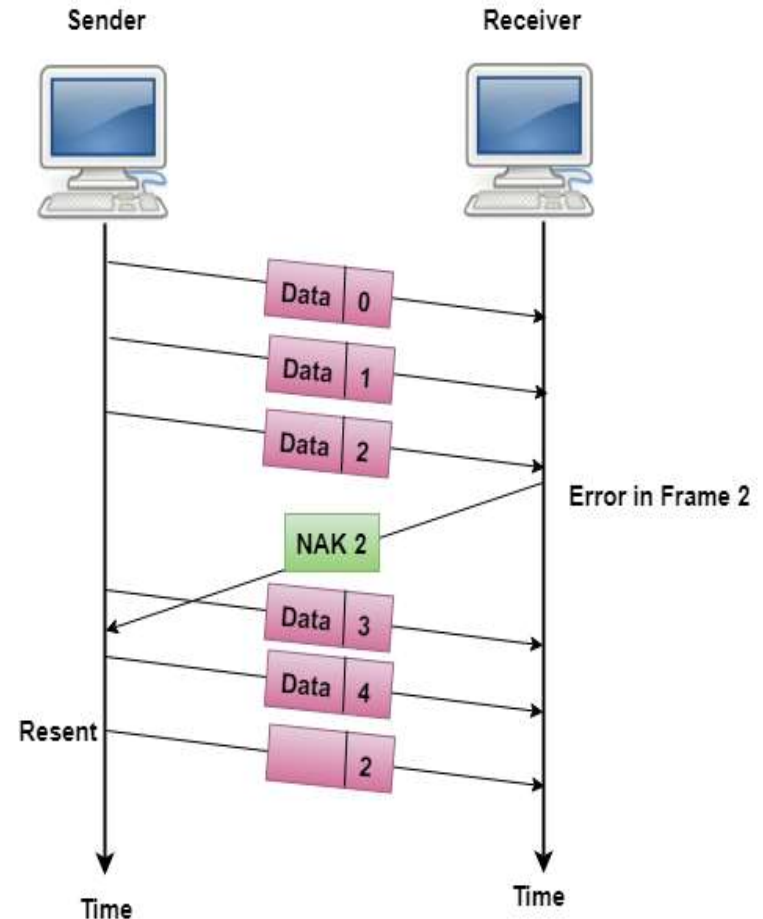 Sender
Receiver
Data 0
Data 1
Data 2
Error in Frame 2
NAK 2
Data 3
Data 4
Resent
2
Time
Time